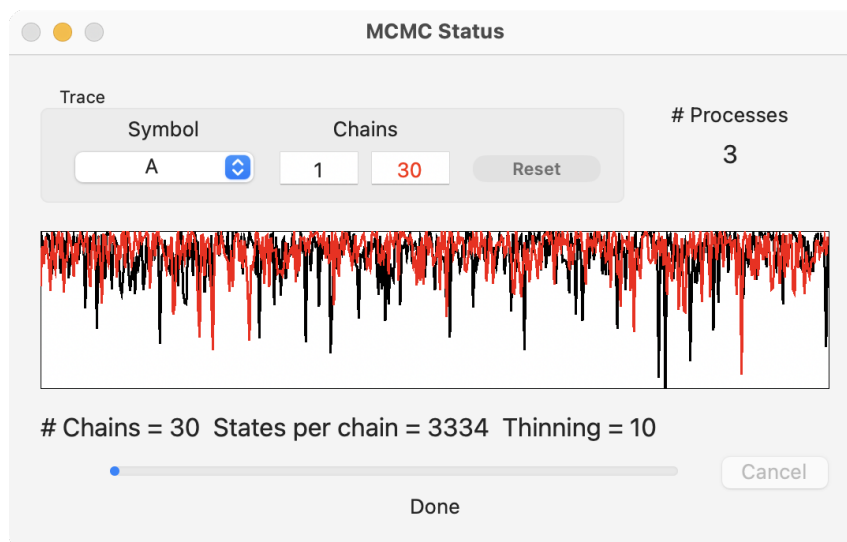 MCMC Status
Trace
Symbol Chains
# Processes
A 1 30 Reset
3
# Chains = 30 States per chain = 3334 Thinning = 10
Cancel
Done